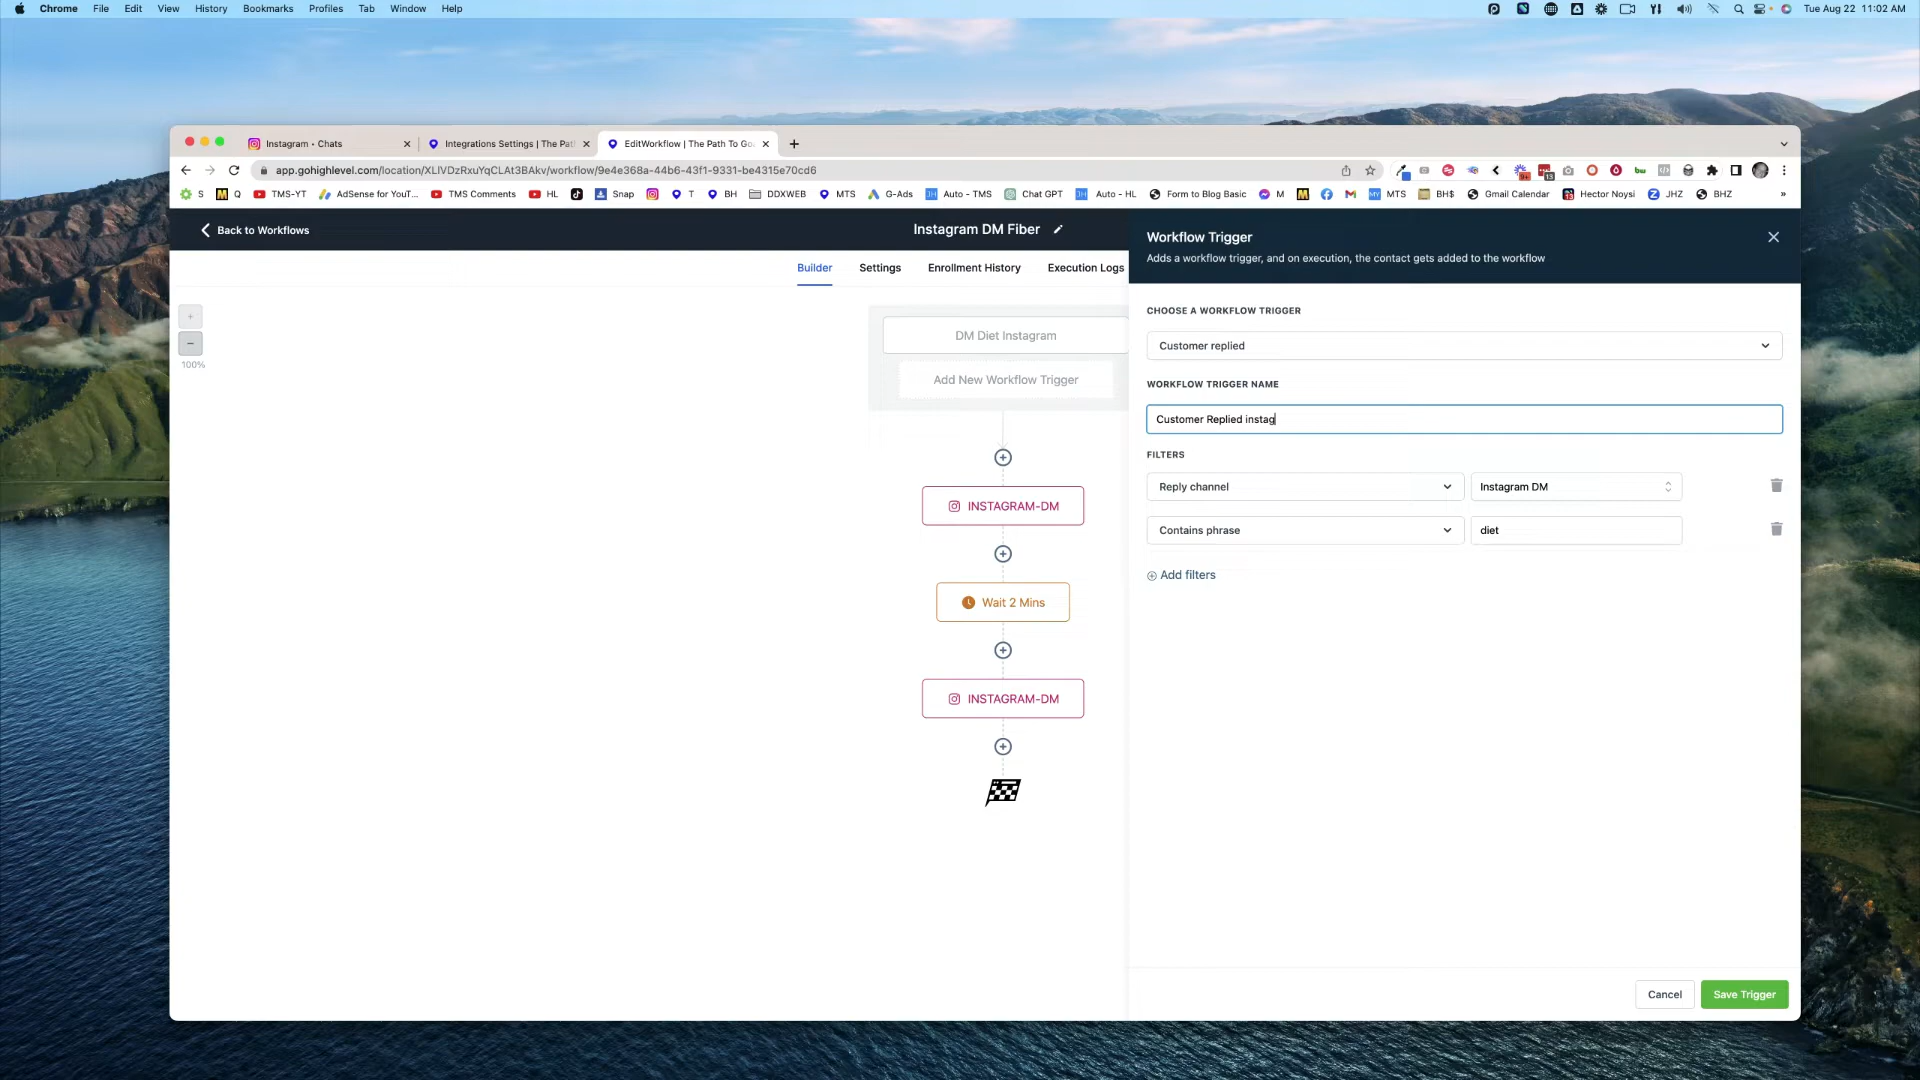 Chrome File Edit View History Bookmarks Profiles Tab Window Help
Tue Aug 22 11:02 AM
Instagram • Chats
Integrations Settings | The Pat
EditWorkflow | The Path To Go
app.gohighlevel.com/location/XLIVDzRxuYqCLAt3BAkv/workflow/9e4e368a-44b6-43f1-9331-be4315e70cd6
S Q TMS-YT AdSense for YouT... TMS Comments HL Snap T BH DDXWEB MTS G-Ads Auto - TMS Chat GPT Auto - HL Form to Blog Basic M MTS BH$ Gmail Calendar Hector Noysi JHZ BHZ »
Back to Workflows
Instagram DM Fiber
Builder
Settings
Enrollment History
Execution Logs
100%
DM Diet Instagram
Add New Workflow Trigger
INSTAGRAM-DM
Wait 2 Mins
INSTAGRAM-DM
Workflow Trigger
Adds a workflow trigger, and on execution, the contact gets added to the workflow
CHOOSE A WORKFLOW TRIGGER
Customer replied
WORKFLOW TRIGGER NAME
Customer Replied instag
FILTERS
Reply channel
Instagram DM
Contains phrase
diet
Add filters
Cancel
Save Trigger